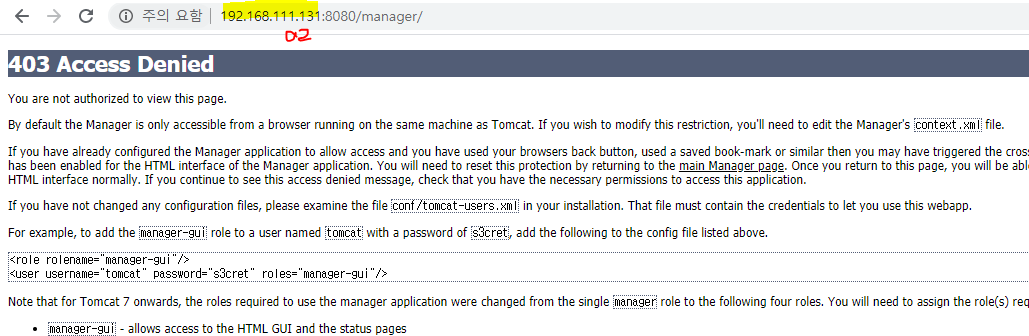 주의 요함 | 192.168.111.131:8080/manager/
a2
403 Access Denied
You are not authorized to view this page.
By default the Manager is only accessible from a browser running on the same machine as Tomcat. If you wish to modify this restriction, you'll need to edit the Manager's context.xml file.
If you have already configured the Manager application to allow access and you have used your browsers back button, used a saved book-mark or similar then you may have triggered the cros
has been enabled for the HTML interface of the Manager application. You will need to reset this protection by returning to the main Manager page. Once you return to this page, you will be abl
HTML interface normally. If you continue to see this access denied message, check that you have the necessary permissions to access this application.
If you have not changed any configuration files, please examine the file conf/tomcat-users.xml in your installation. That file must contain the credentials to let you use this webapp.
For example, to add the manager-gui role to a user named tomcat with a password of s3cret, add the following to the config file listed above.
<role rolename="manager-gui"/>
<user username="tomcat" password="s3cret" roles="manager-gui"/>
Note that for Tomcat 7 onwards, the roles required to use the manager application were changed from the single manager role to the following four roles. You will need to assign the role(s) req
• manager-gui - allows access to the HTML GUI and the status pages